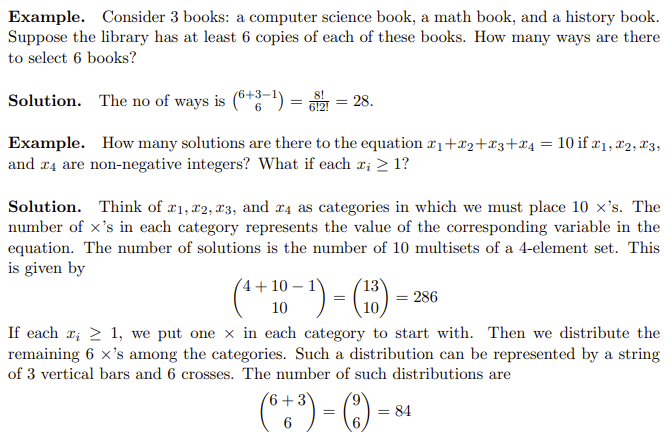 Example. Consider 3 books: a computer science book, a math book, and a history book.
Suppose the library has at least 6 copies of each of these books. How many ways are there
to select 6 books?
Solution. The no of ways is $\binom{6+3-1}{6} = \frac{8!}{6!2!} = 28$.
Example. How many solutions are there to the equation $x_1+x_2+x_3+x_4 = 10$ if $x_1, x_2, x_3$,
and $x_4$ are non-negative integers? What if each $x_i \geq 1$?
Solution. Think of $x_1, x_2, x_3$, and $x_4$ as categories in which we must place 10 ×'s. The
number of ×'s in each category represents the value of the corresponding variable in the
equation. The number of solutions is the number of 10 multisets of a 4-element set. This
is given by
$\binom{4+10-1}{10} = \binom{13}{10} = 286$
If each $x_i \geq 1$, we put one × in each category to start with. Then we distribute the
remaining 6 ×'s among the categories. Such a distribution can be represented by a string
of 3 vertical bars and 6 crosses. The number of such distributions are
$\binom{6+3}{6} = \binom{9}{6} = 84$